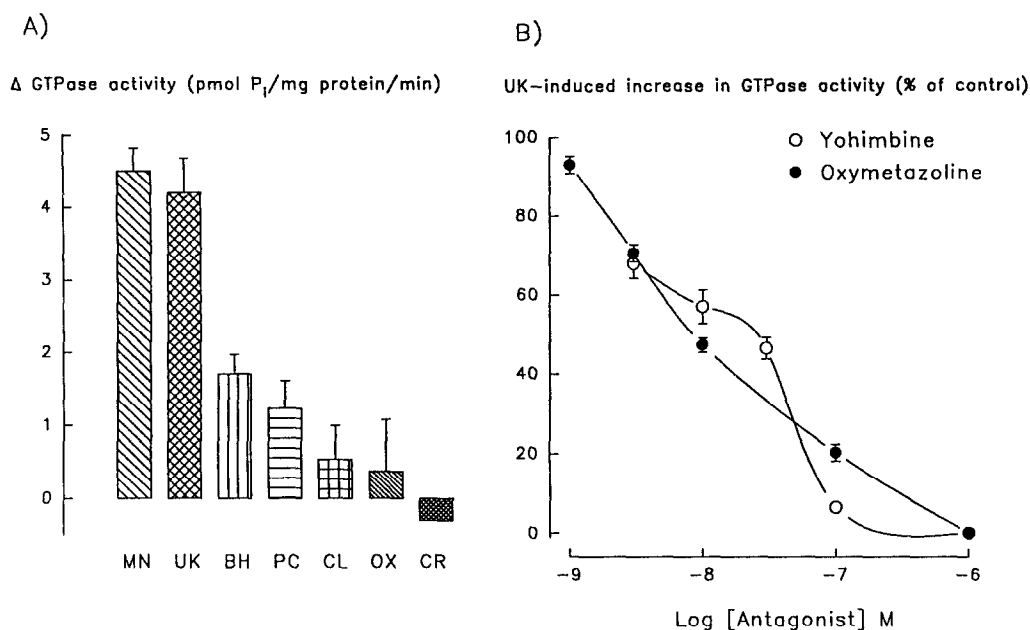 A)
Δ GTPase activity (pmol Pi/mg protein/min)
5
4
3
2
1
0
MN UK BH PC CL OX CR
B)
UK-induced increase in GTPase activity (% of control)
Yohimbine
Oxymetazoline
100
80
60
40
20
0
-9 -8 -7 -6
Log [Antagonist] M